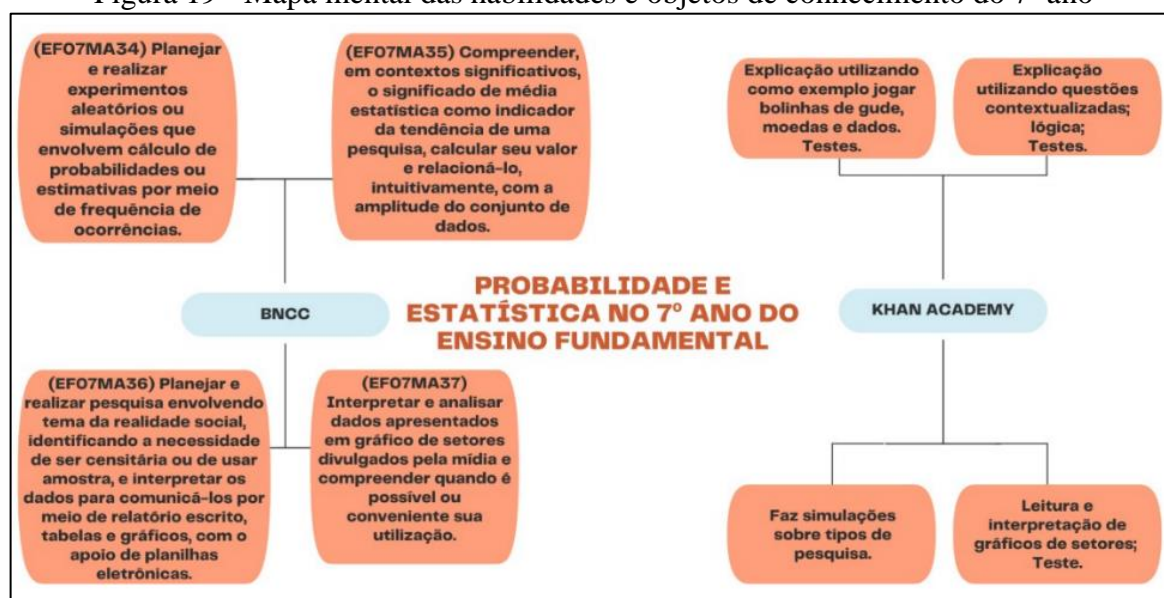 Figura 19 - Mapa mental das habilidades e objetos de conhecimento do 7º ano
(EF07MA34) Planejar
e realizar
experimentos
aleatórios ou
simulações que
envolvem cálculo de
probabilidades ou
estimativas por meio
de frequência de
ocorrências.
(EF07MA35) Compreender,
em contextos significativos,
o significado de média
estatística como indicador
da tendência de uma
pesquisa, calcular seu valor
e relacioná-lo,
intuitivamente, com a
amplitude do conjunto de
dados.
Explicação utilizando
como exemplo jogar
bolinhas de gude,
moedas e dados.
Testes.
Explicação
utilizando questões
contextualizadas;
lógica;
Testes.
BNCC
PROBABILIDADE E
ESTATÍSTICA NO 7º ANO DO
ENSINO FUNDAMENTAL
KHAN ACADEMY
(EF07MA36) Planejar e
realizar pesquisa envolvendo
tema da realidade social,
identificando a necessidade
de ser censitária ou de usar
amostra, e interpretar os
dados para comunicá-los por
meio de relatório escrito,
tabelas e gráficos, com o
apoio de planilhas
eletrônicas.
(EF07MA37)
Interpretar e analisar
dados apresentados
em gráfico de setores
divulgados pela mídia e
compreender quando é
possível ou
conveniente sua
utilização.
Faz simulações
sobre tipos de
pesquisa.
Leitura e
interpretação de
gráficos de setores;
Teste.